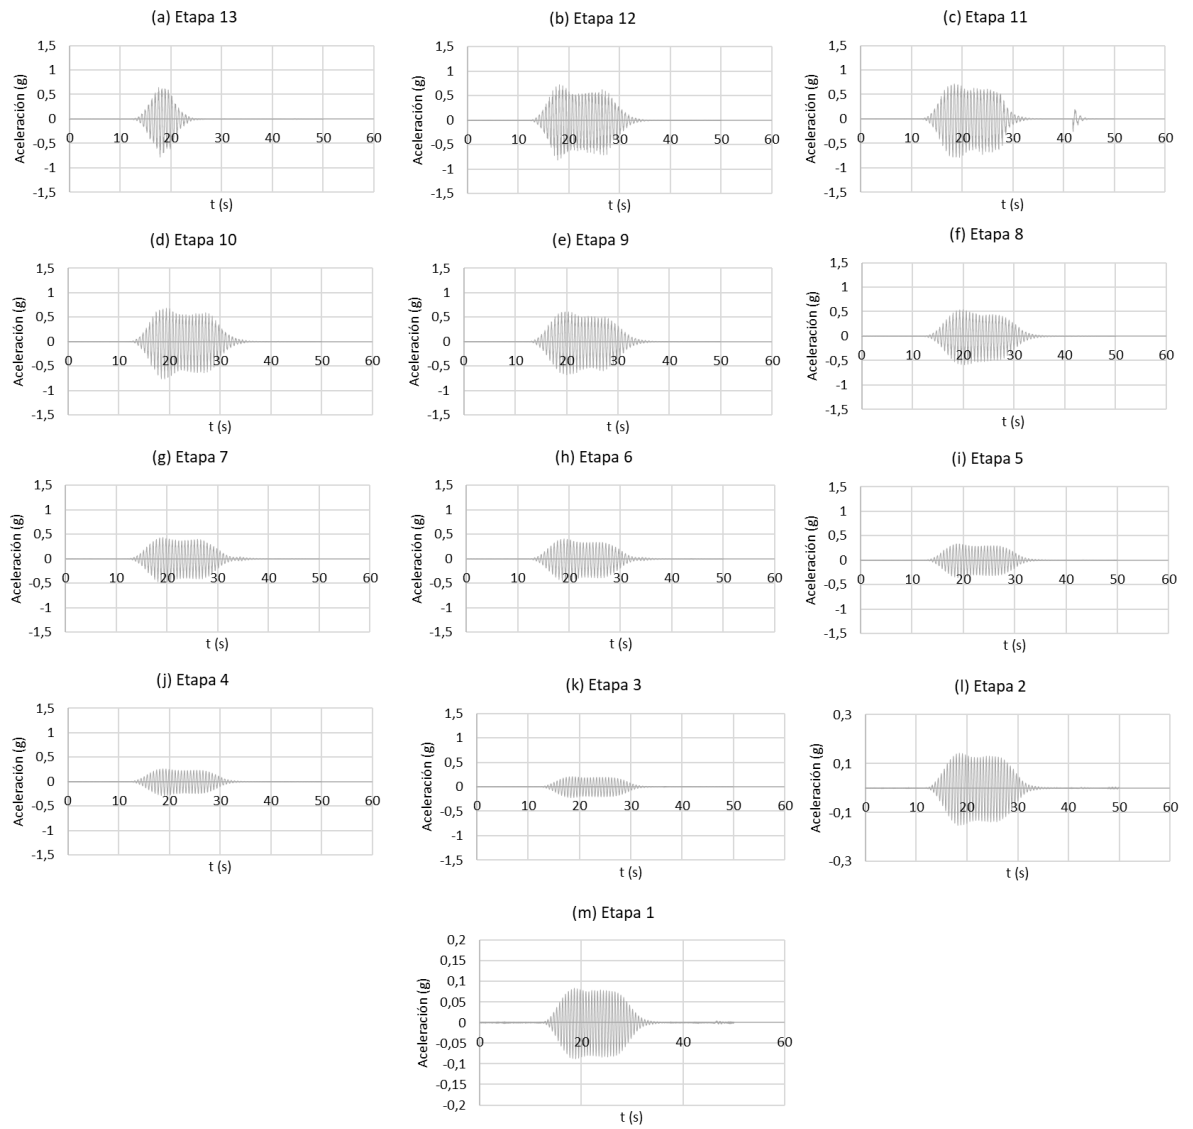 (a) Etapa 13
1,5
1
0,5
0
-0,5
-1
-1,5
Aceleración (g)
0 10 20 30 40 50 60
t (s)
(b) Etapa 12
1,5
1
0,5
0
-0,5
-1
-1,5
Aceleración (g)
0 10 20 30 40 50 60
t (s)
(c) Etapa 11
1,5
1
0,5
0
-0,5
-1
-1,5
Aceleración (g)
0 10 20 30 40 50 60
t (s)
(d) Etapa 10
1,5
1
0,5
0
-0,5
-1
-1,5
Aceleración (g)
0 10 20 30 40 50 60
t (s)
(e) Etapa 9
1,5
1
0,5
0
-0,5
-1
-1,5
Aceleración (g)
0 10 20 30 40 50 60
t (s)
(f) Etapa 8
1,5
1
0,5
0
-0,5
-1
-1,5
Aceleración (g)
0 10 20 30 40 50 60
t (s)
(g) Etapa 7
1,5
1
0,5
0
-0,5
-1
-1,5
Aceleración (g)
0 10 20 30 40 50 60
t (s)
(h) Etapa 6
1,5
1
0,5
0
-0,5
-1
-1,5
Aceleración (g)
0 10 20 30 40 50 60
t (s)
(i) Etapa 5
1,5
1
0,5
0
-0,5
-1
-1,5
Aceleración (g)
0 10 20 30 40 50 60
t (s)
(j) Etapa 4
1,5
1
0,5
0
-0,5
-1
-1,5
Aceleración (g)
0 10 20 30 40 50 60
t (s)
(k) Etapa 3
1,5
1
0,5
0
-0,5
-1
-1,5
Aceleración (g)
0 10 20 30 40 50 60
t (s)
(l) Etapa 2
0,3
0,1
-0,1
-0,3
Aceleración (g)
0 10 20 30 40 50 60
t (s)
(m) Etapa 1
0,2
0,15
0,1
0,05
0
-0,05
-0,1
-0,15
-0,2
Aceleración (g)
0 20 40 60
t (s)